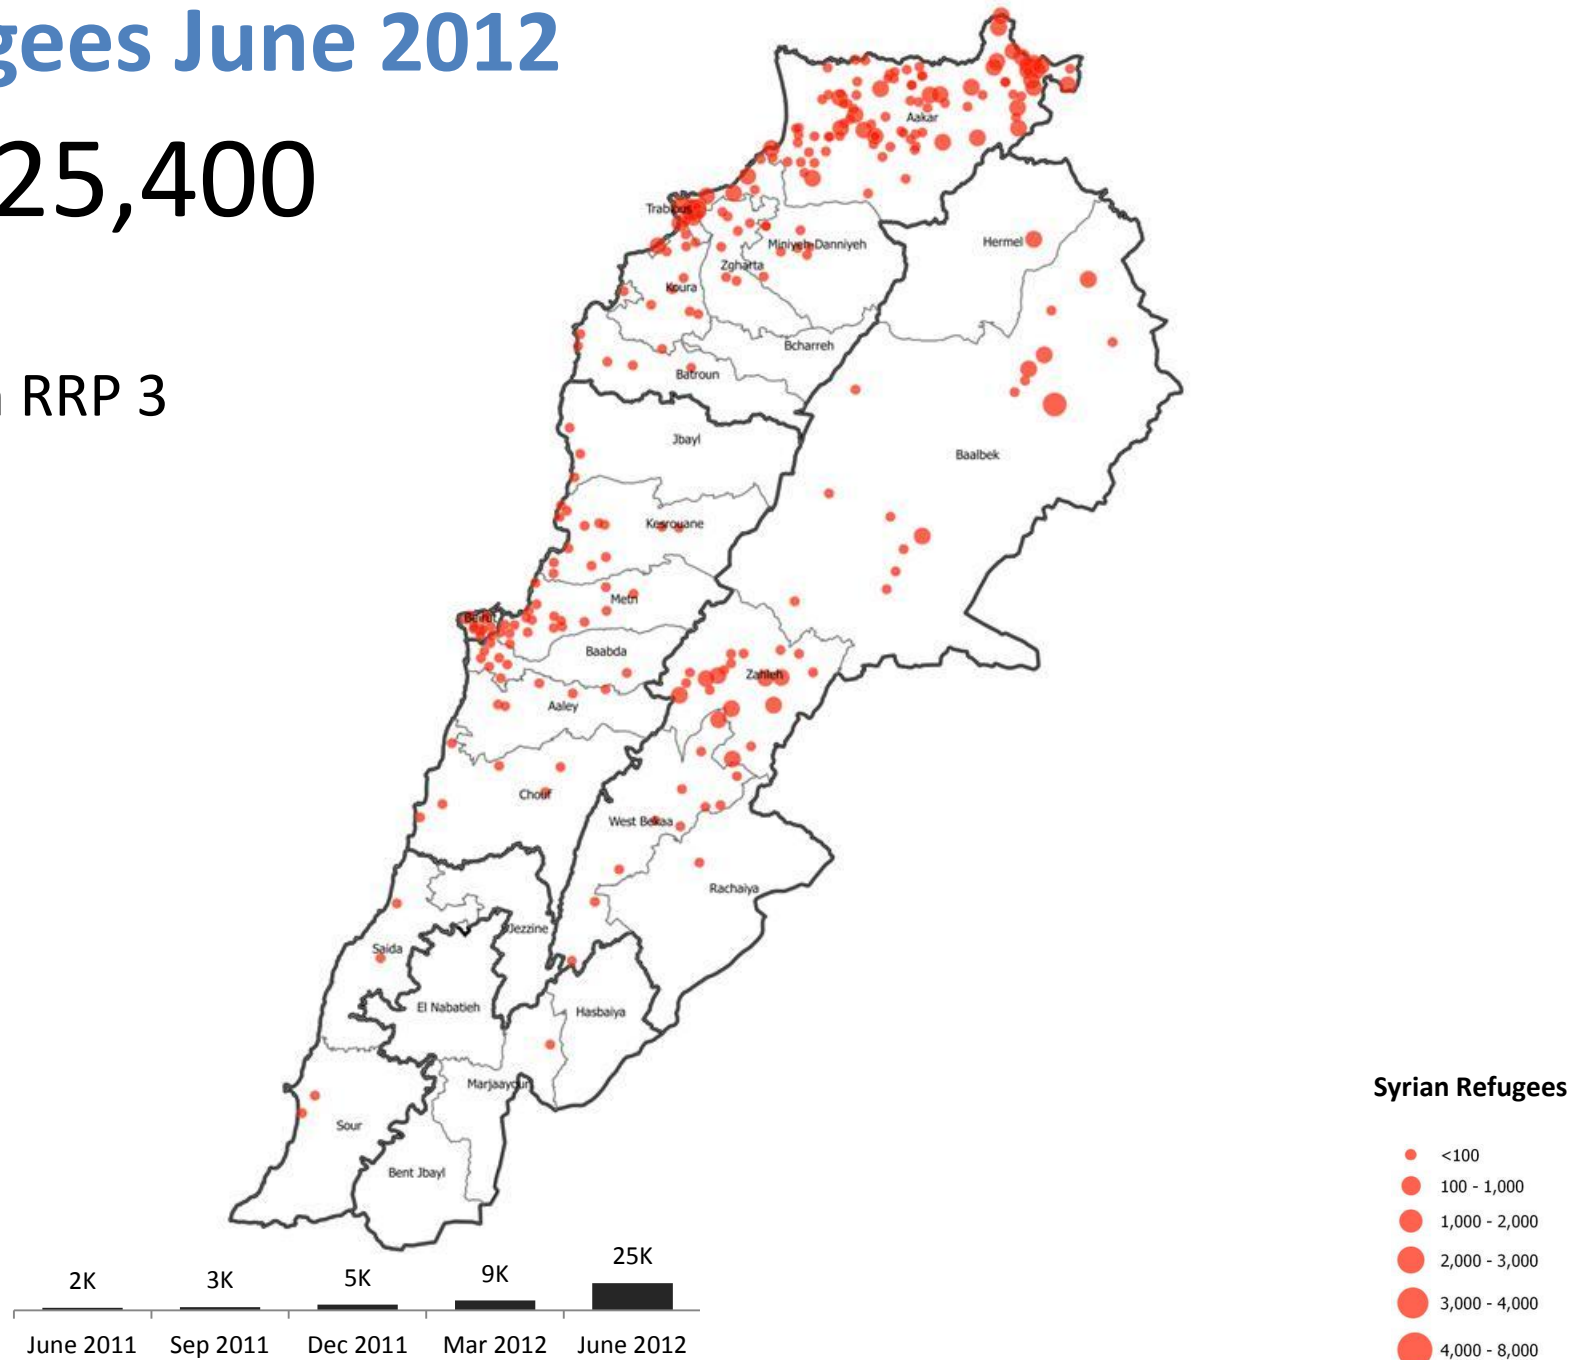 gees June 2012
25,400
RRP 3
Aakar
Trablous
Hermel
Miniyeh-Danniyeh
Zgharta
Koura
Bcharreh
Batroun
Jbayl
Baalbek
Kesrouane
Metn
Beirut
Baabda
Zahleh
Aaley
Chouf
West Bekaa
Rachaiya
Jezzine
Saida
El Nabatieh
Hasbaiya
Marjaayoun
Sour
Bent Jbayl
Syrian Refugees
<100
100 - 1,000
1,000 - 2,000
2,000 - 3,000
3,000 - 4,000
4,000 - 8,000
2K 3K 5K 9K 25K
June 2011 Sep 2011 Dec 2011 Mar 2012 June 2012